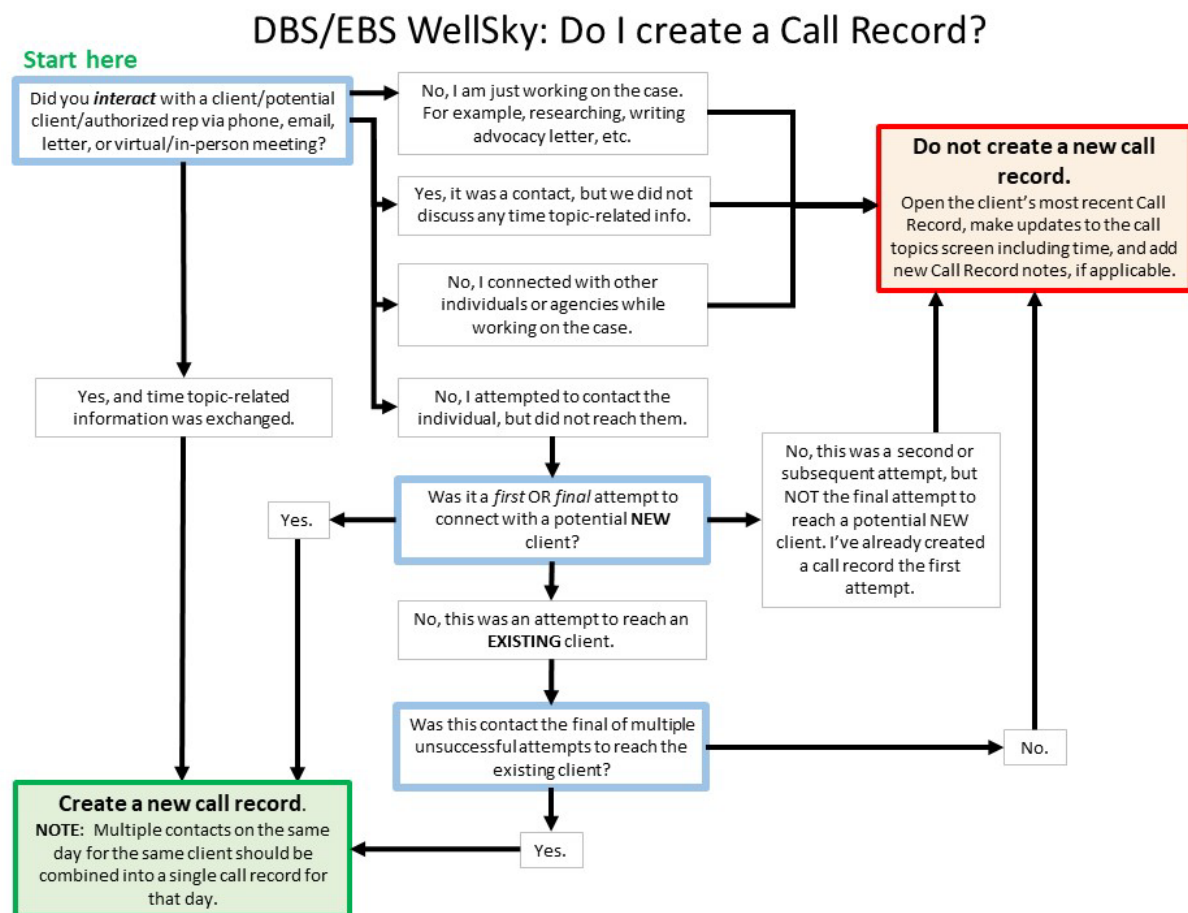 DBS/EBS WellSky: Do I create a Call Record?
Start here
Did you interact with a client/potential
client/authorized rep via phone, email,
letter, or virtual/in-person meeting?
No, I am just working on the case.
For example, researching, writing
advocacy letter, etc.
Do not create a new call
record.
Open the client's most recent Call
Record, make updates to the call
topics screen including time, and add
new Call Record notes, if applicable.
Yes, it was a contact, but we did not
discuss any time topic-related info.
No, I connected with other
individuals or agencies while
working on the case.
Yes, and time topic-related
information was exchanged.
No, I attempted to contact the
individual, but did not reach them.
No, this was a second or
subsequent attempt, but
NOT the final attempt to
reach a potential NEW
client. I've already created
a call record the first
attempt.
Was it a first OR final attempt to
connect with a potential NEW
client?
Yes.
No, this was an attempt to reach an
EXISTING client.
Was this contact the final of multiple
unsuccessful attempts to reach the
existing client?
No.
Create a new call record.
NOTE: Multiple contacts on the same
day for the same client should be
combined into a single call record for
that day.
Yes.